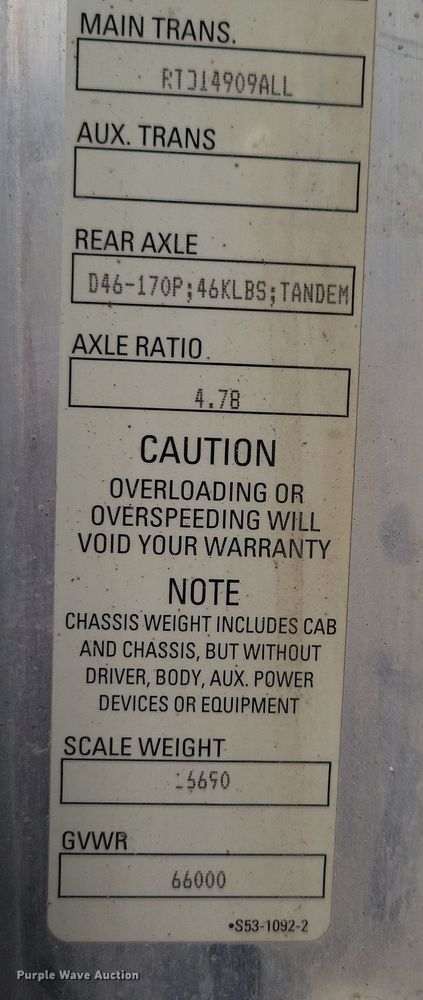 MAIN TRANS.
AUX. TRANS
REAR AXLE
D46-170P;46KLBS;TANDEM
AXLE RATIO
4.78
CAUTION
OVERLOADING OR
OVERSPEEDING WILL
VOID YOUR WARRANTY
NOTE
CHASSIS WEIGHT INCLUDES CAB
AND CHASSIS, BUT WITHOUT
DRIVER, BODY, AUX. POWER
DEVICES OR EQUIPMENT
SCALE WEIGHT
GVWR
66000
•S53-1092-2
Purple Wave Auction